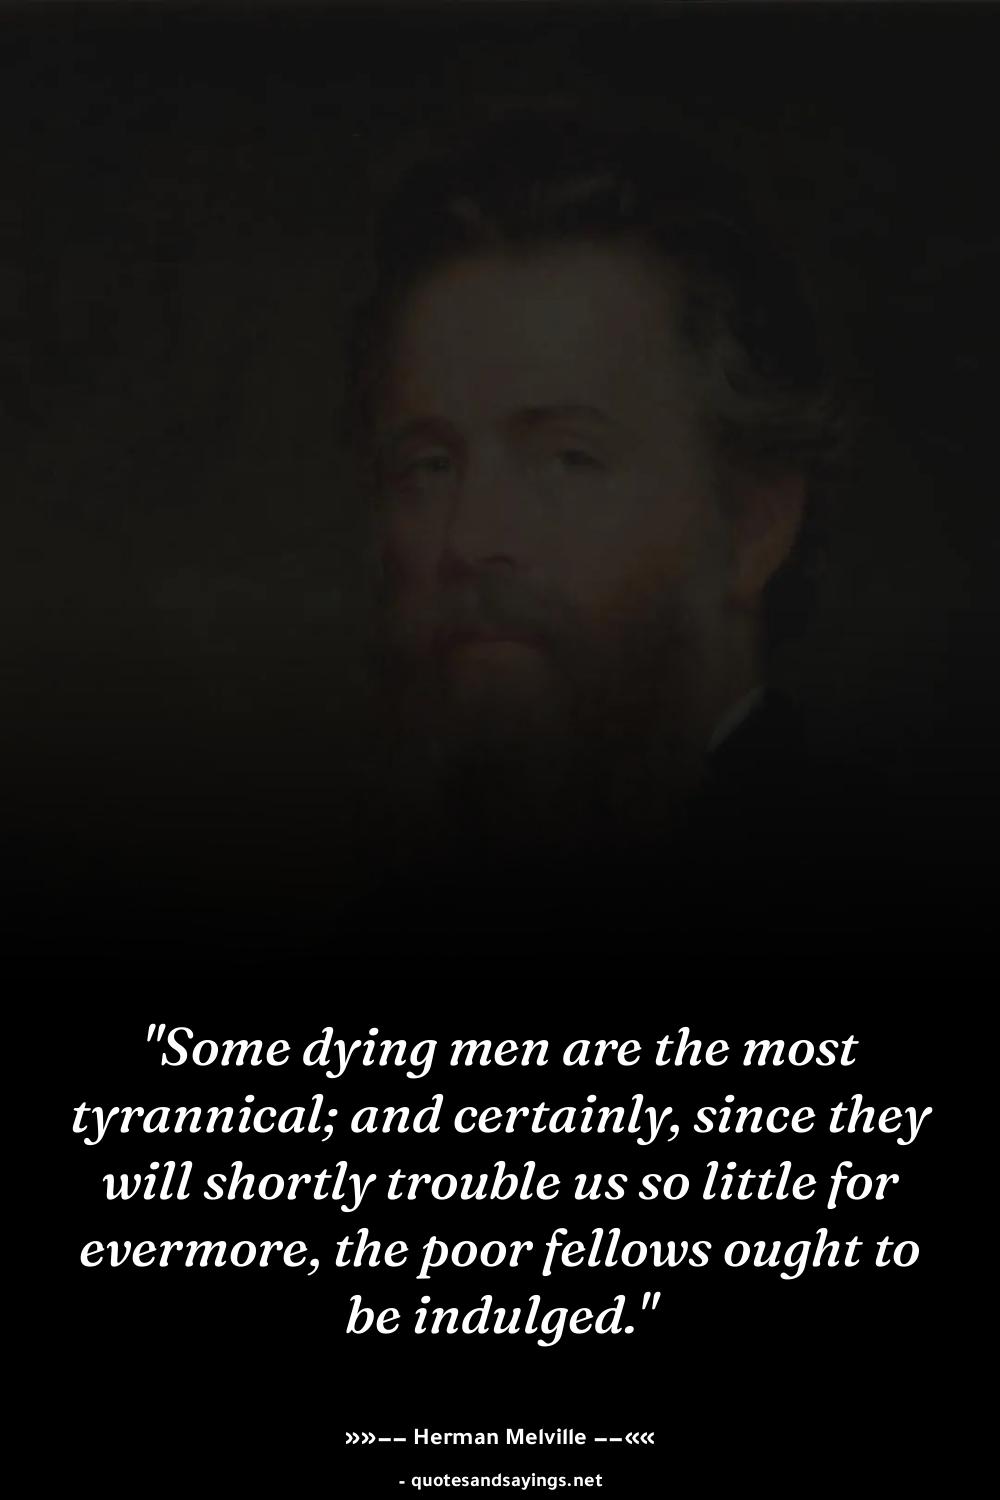 "Some dying men are the most
tyrannical; and certainly, since they
will shortly trouble us so little for
evermore, the poor fellows ought to
be indulged."
»»–– Herman Melville ––««
- quotesandsayings.net